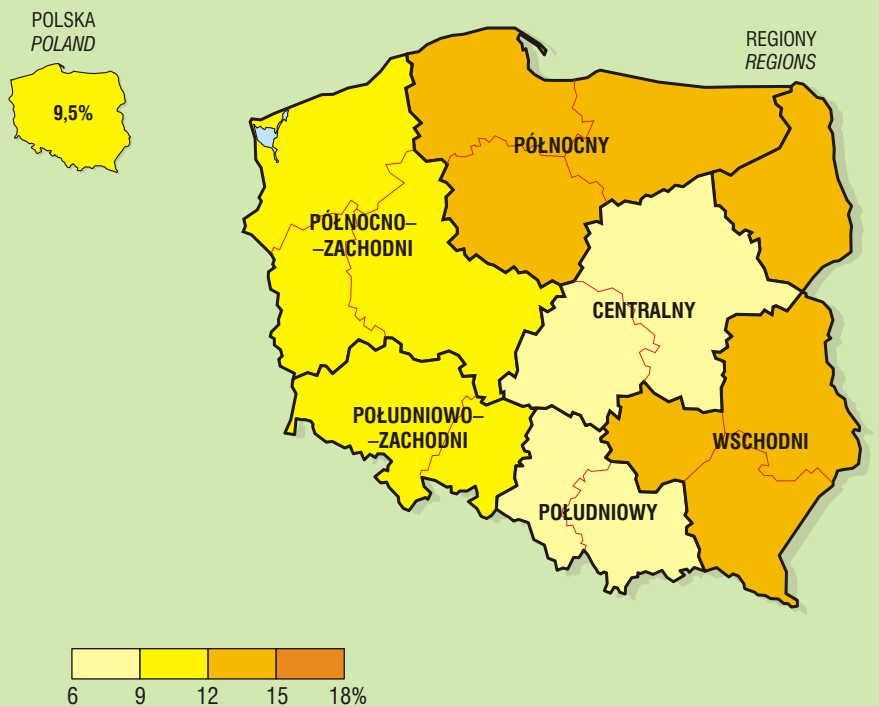 POLSKA
POLAND
9,5%
REGIONY
REGIONS
PÓŁNOCNY
PÓŁNOCNO–
–ZACHODNI
CENTRALNY
POŁUDNIOWO–
–ZACHODNI
WSCHODNI
POŁUDNIOWY
6 9 12 15 18%